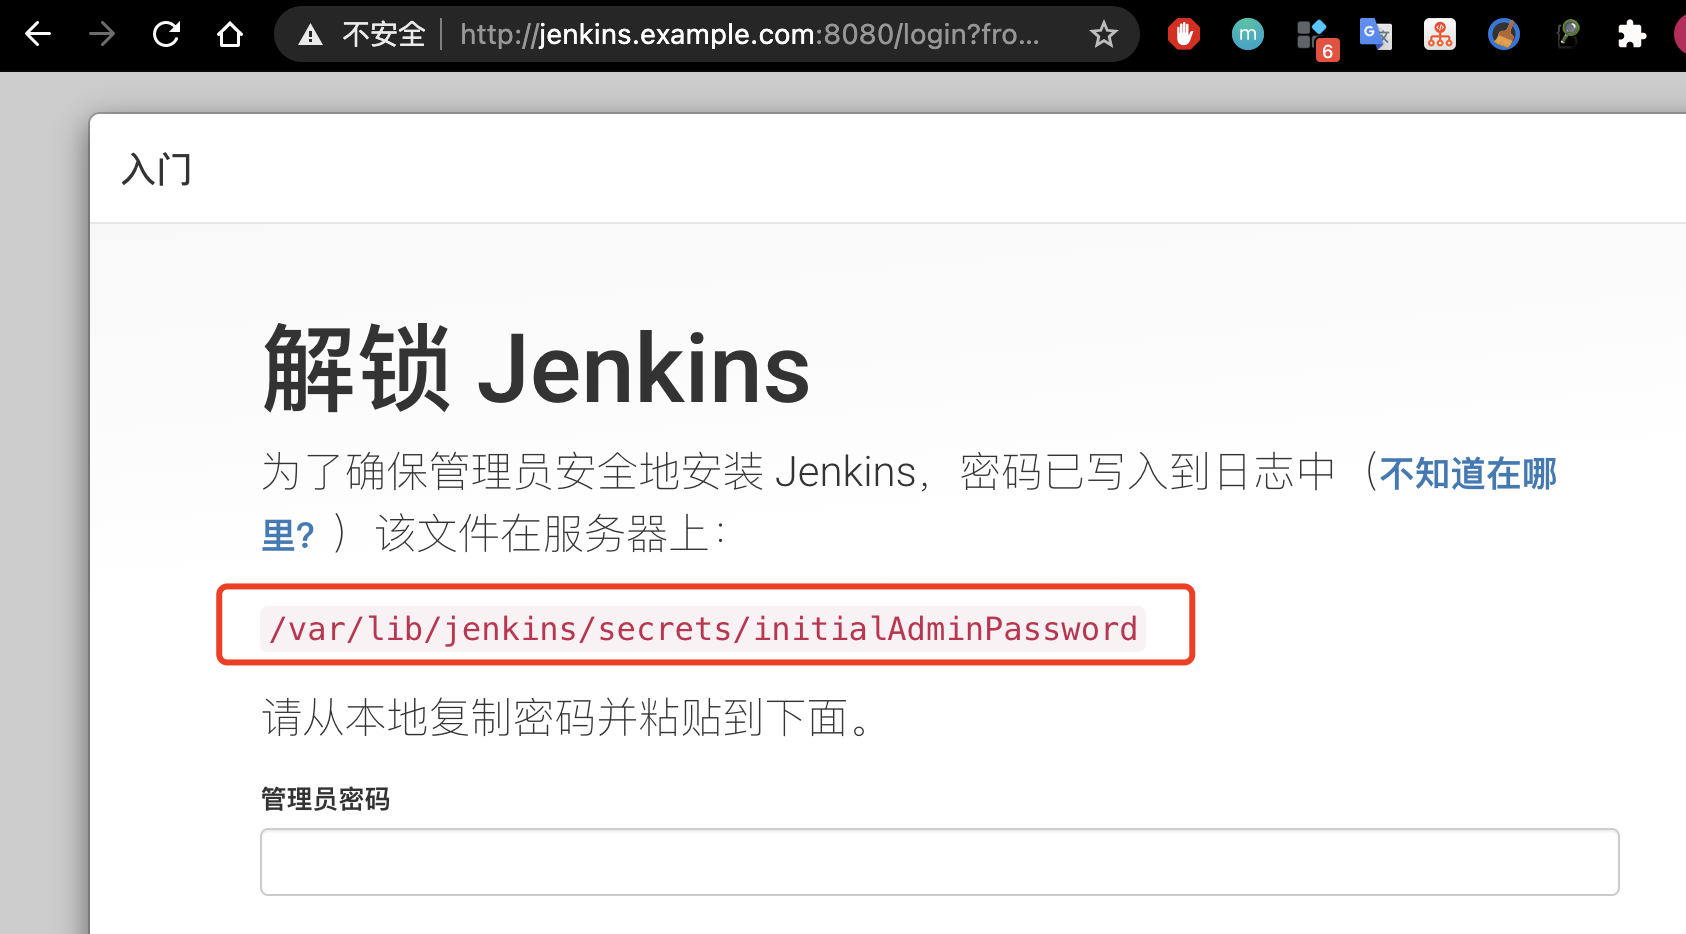 不安全 http://jenkins.example.com:8080/login?fro...
m
6
G 文
入门
解锁 Jenkins
为了确保管理员安全地安装 Jenkins，密码已写入到日志中（不知道在哪
里？）该文件在服务器上：
/var/lib/jenkins/secrets/initialAdminPassword
请从本地复制密码并粘贴到下面。
管理员密码